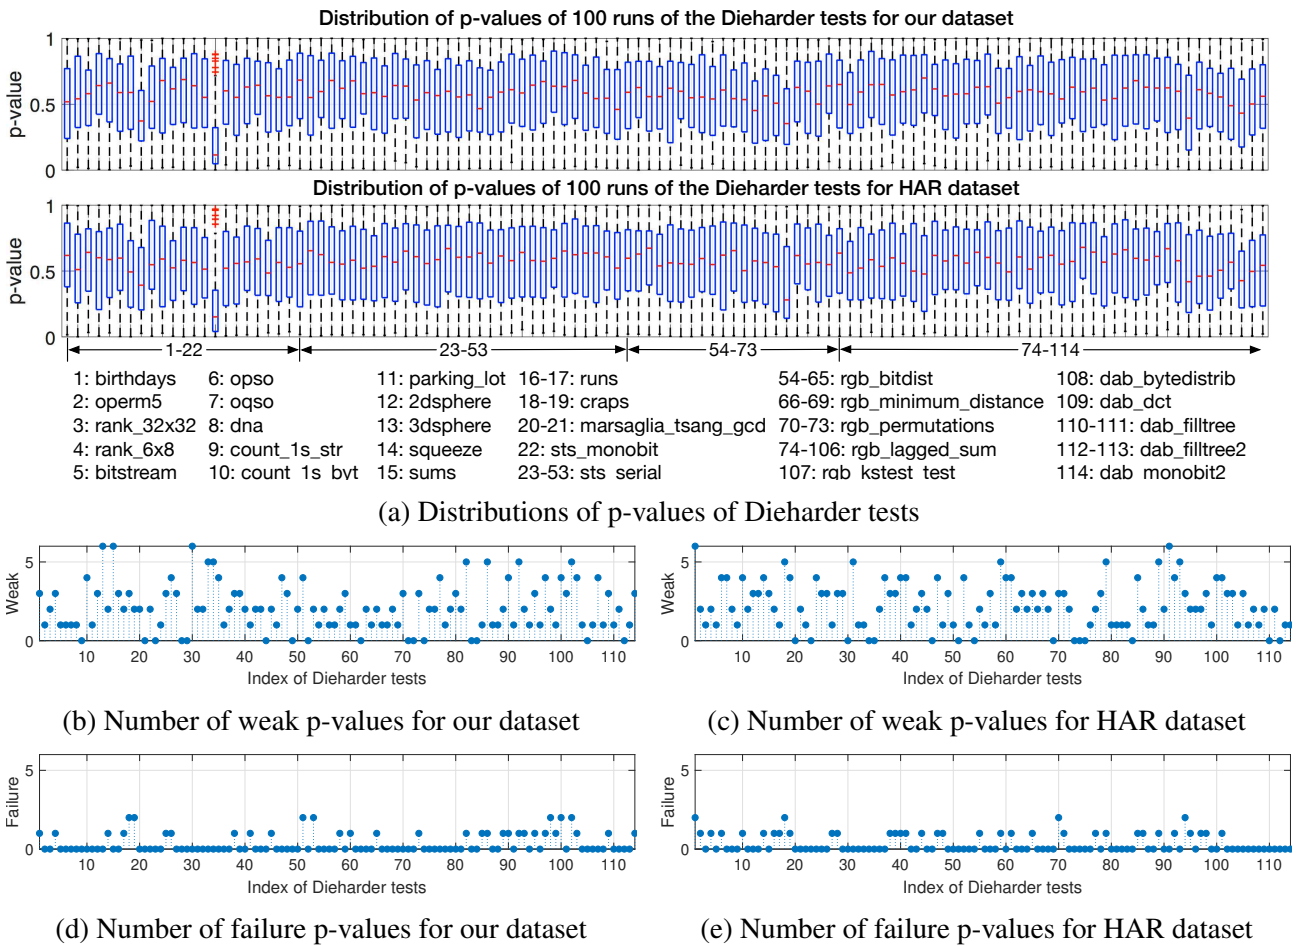 Distribution of p-values of 100 runs of the Dieharder tests for our dataset
1
0.5
0
p-value
Distribution of p-values of 100 runs of the Dieharder tests for HAR dataset
1
0.5
0
p-value
1-22 23-53 54-73 74-114
1: birthdays 6: opso 11: parking_lot 16-17: runs 54-65: rgb_bitdist 108: dab_bytedistrib
2: operm5 7: oqso 12: 2dsphere 18-19: craps 66-69: rgb_minimum_distance 109: dab_dct
3: rank_32x32 8: dna 13: 3dsphere 20-21: marsaglia_tsang_gcd 70-73: rgb_permutations 110-111: dab_filltree
4: rank_6x8 9: count_1s_str 14: squeeze 22: sts_monobit 74-106: rgb_lagged_sum 112-113: dab_filltree2
5: bitstream 10: count_1s_byt 15: sums 23-53: sts_serial 107: rgb_kstest_test 114: dab_monobit2
(a) Distributions of p-values of Dieharder tests
5
0
Weak
10 20 30 40 50 60 70 80 90 100 110
Index of Dieharder tests
(b) Number of weak p-values for our dataset
5
0
Weak
10 20 30 40 50 60 70 80 90 100 110
Index of Dieharder tests
(c) Number of weak p-values for HAR dataset
5
0
Failure
10 20 30 40 50 60 70 80 90 100 110
Index of Dieharder tests
(d) Number of failure p-values for our dataset
5
0
Failure
10 20 30 40 50 60 70 80 90 100 110
Index of Dieharder tests
(e) Number of failure p-values for HAR dataset